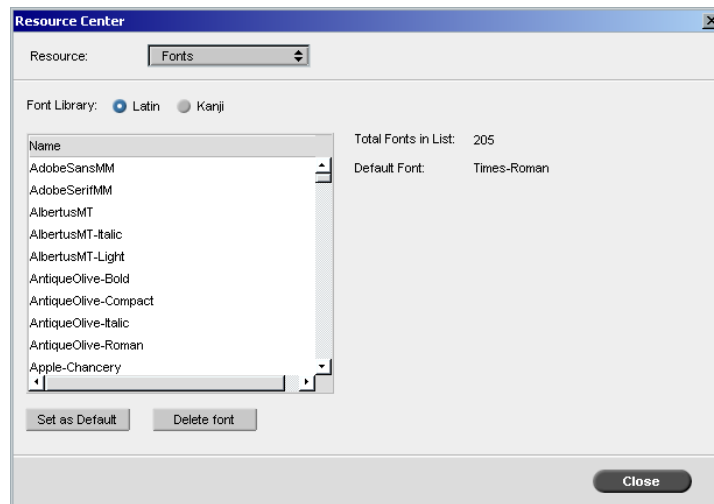 Resource Center
Resource: Fonts
Font Library: Latin Kanji
Name
AdobeSansMM
AdobeSerifMM
AlbertusMT
AlbertusMT-Italic
AlbertusMT-Light
AntiqueOlive-Bold
AntiqueOlive-Compact
AntiqueOlive-Italic
AntiqueOlive-Roman
Apple-Chancery
Total Fonts in List: 205
Default Font: Times-Roman
Set as Default Delete font
Close